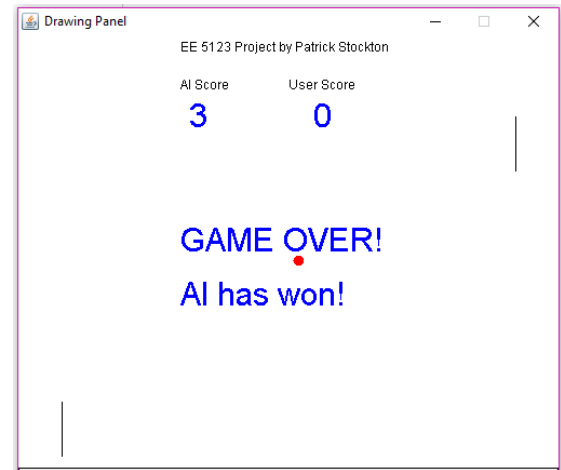 Drawing Panel
EE 5123 Project by Patrick Stockton
AI Score User Score
3 0
GAME OVER!
AI has won!